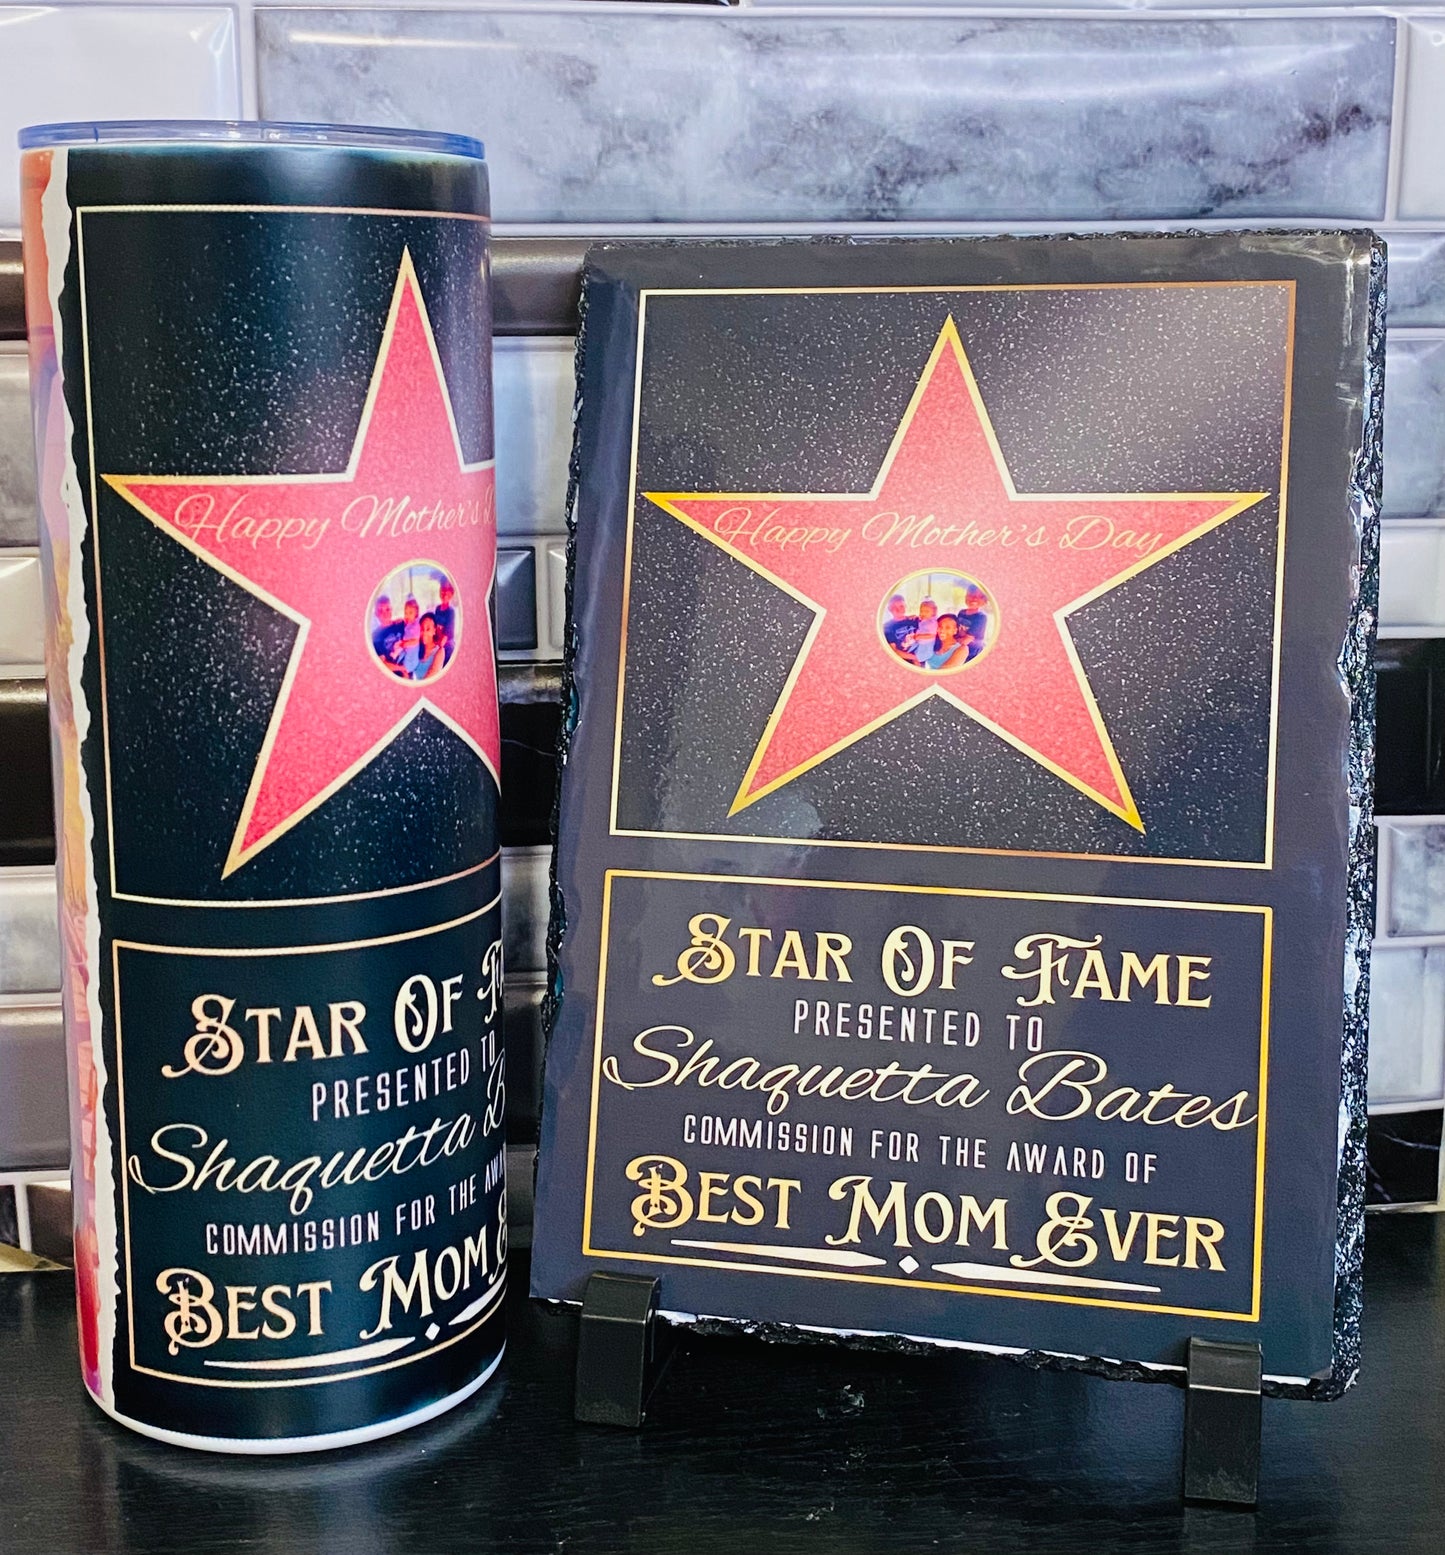 Happy Mother's
Star Of
Presented To
Shaquetta
Commission for the
Best Mom
Happy Mother's Day
Star Of Fame
Presented To
Shaquetta Bates
Commission for the Award of
Best Mom Ever